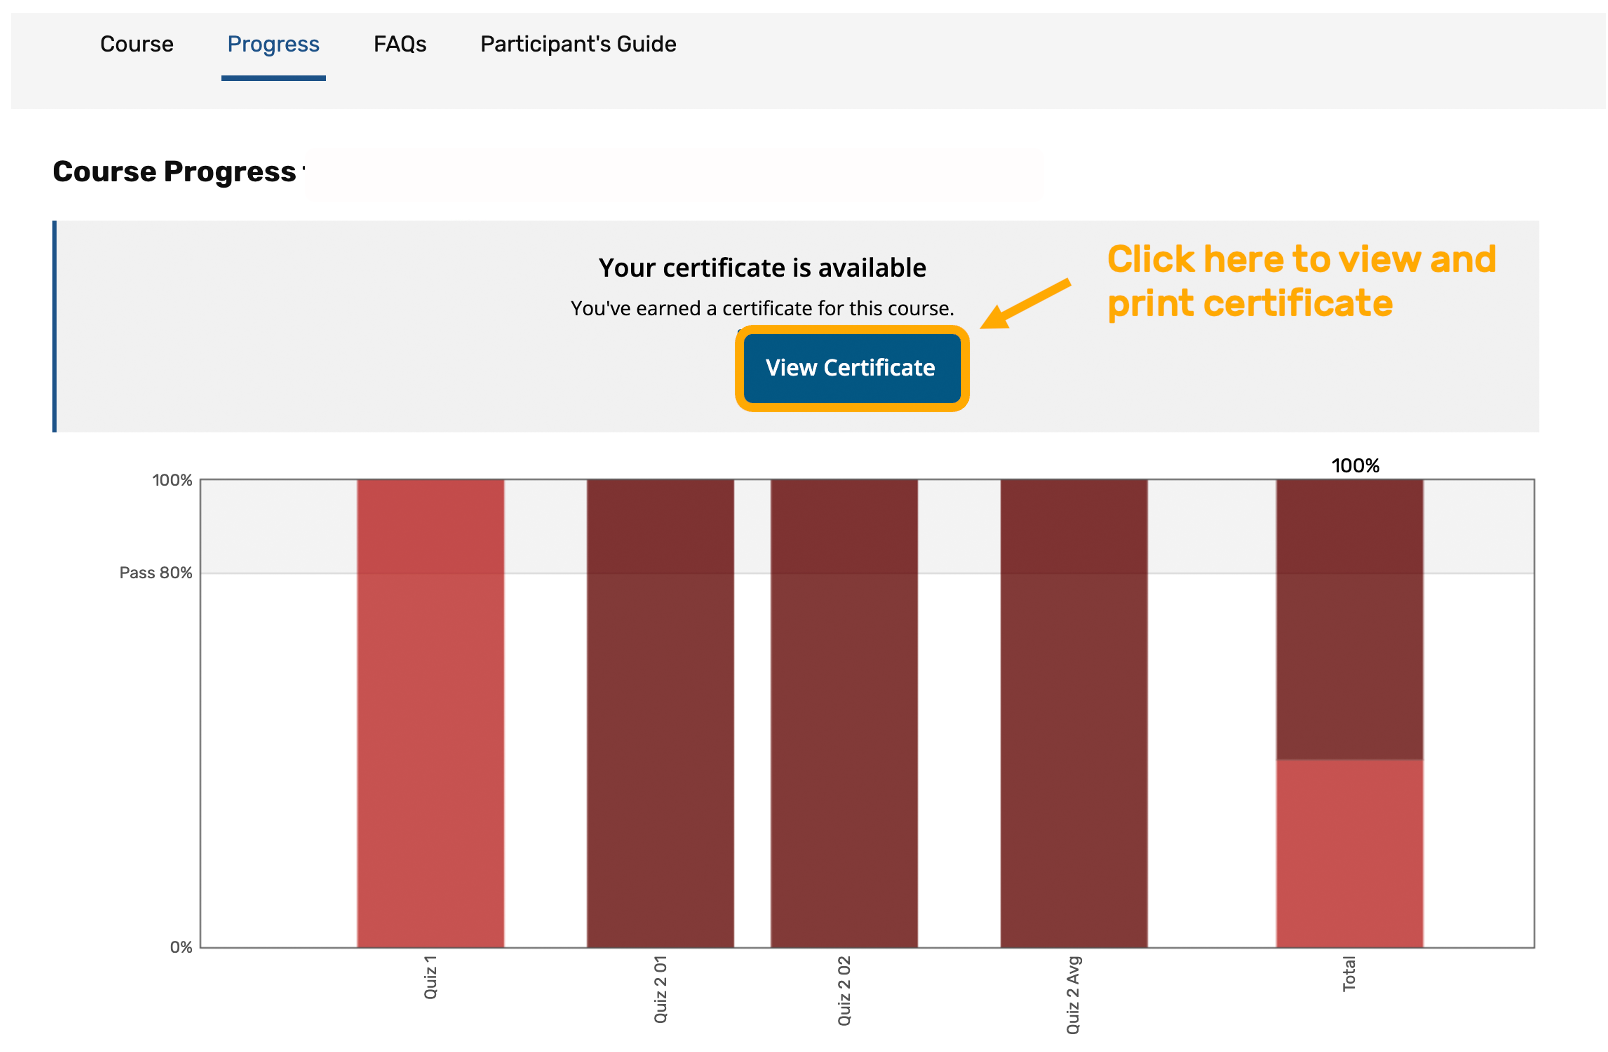 Course Progress FAQs Participant's Guide
Course Progress
Your certificate is available
You've earned a certificate for this course.
View Certificate
Click here to view and
print certificate
100%
100%
Pass 80%
0%
Quiz 1
Quiz 2 01
Quiz 2 02
Quiz 2 Avg
Total